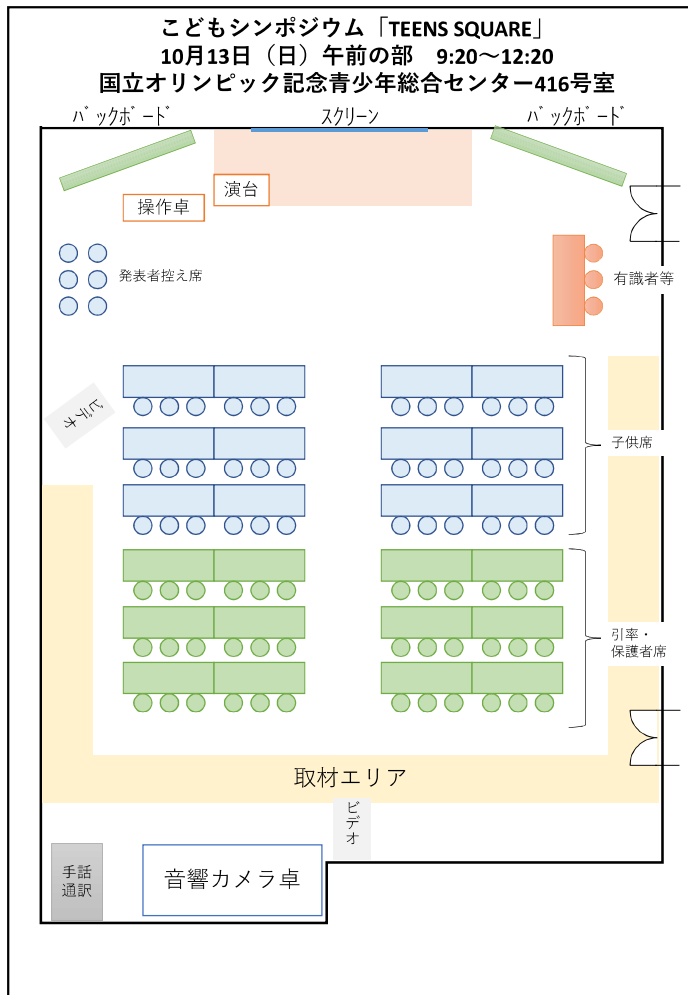 こどもシンポジウム「TEENS SQUARE」
10月13日（日）午前の部　9:20～12:20
国立オリンピック記念青少年総合センター416号室
バックボード
スクリーン
バックボード
演台
操作卓
発表者控え席
有識者等
ビデオ
子供席
引率・
保護者席
取材エリア
ビデオ
手話
通訳
音響カメラ卓